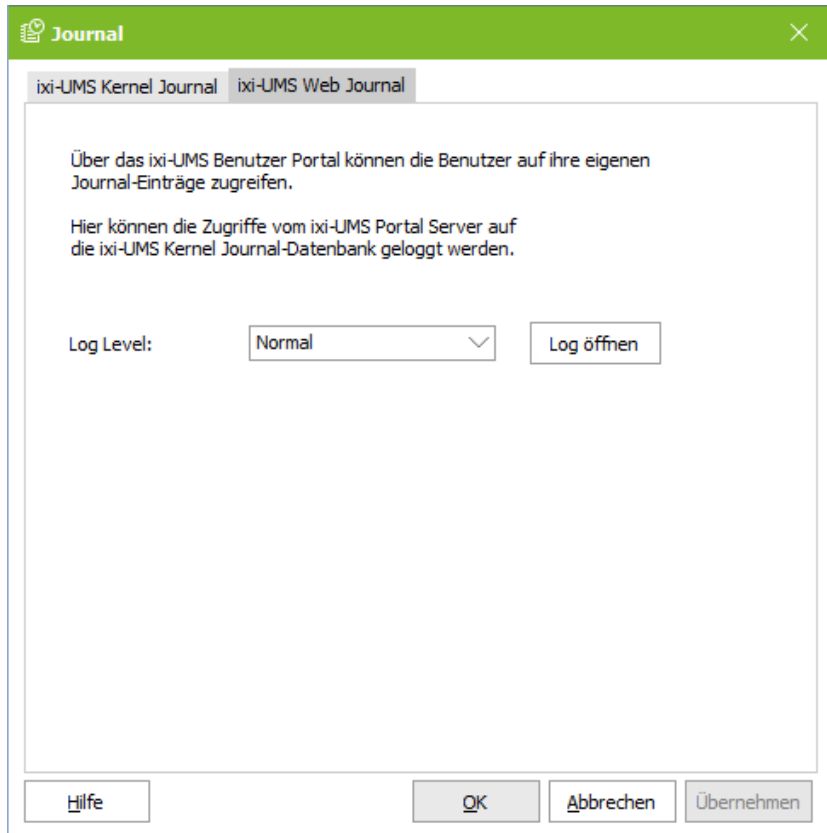 Journal
ixi-UMS Kernel Journal ixi-UMS Web Journal
Über das ixi-UMS Benutzer Portal können die Benutzer auf ihre eigenen
Journal-Einträge zugreifen.
Hier können die Zugriffe vom ixi-UMS Portal Server auf
die ixi-UMS Kernel Journal-Datenbank geloggt werden.
Log Level: Normal Log öffnen
Hilfe OK Abbrechen Übernehmen